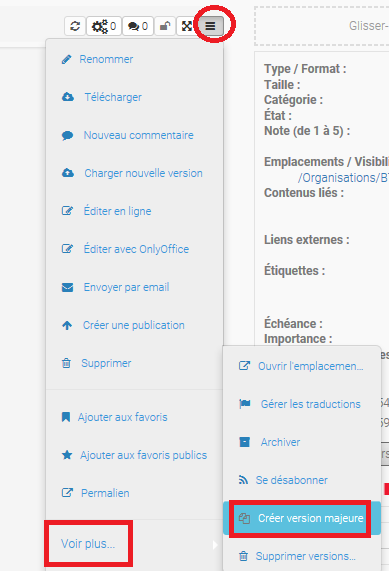 0
0
Glisser-
Renommer
Télécharger
Nouveau commentaire
Charger nouvelle version
Éditer en ligne
Éditer avec OnlyOffice
Envoyer par email
Créer une publication
Supprimer
Ajouter aux favoris
Ajouter aux favoris publics
Permalien
Voir plus...
Type / Format :
Taille :
Catégorie :
État :
Note (de 1 à 5) :
Emplacements / Visibil
/Organisations/B
Contenus liés :
Liens externes :
Étiquettes :
Échéance :
Importance :
es
54
59
Ouvrir l'emplacemen...
Gérer les traductions
Archiver
Se désabonner
Créer version majeure
Supprimer versions...